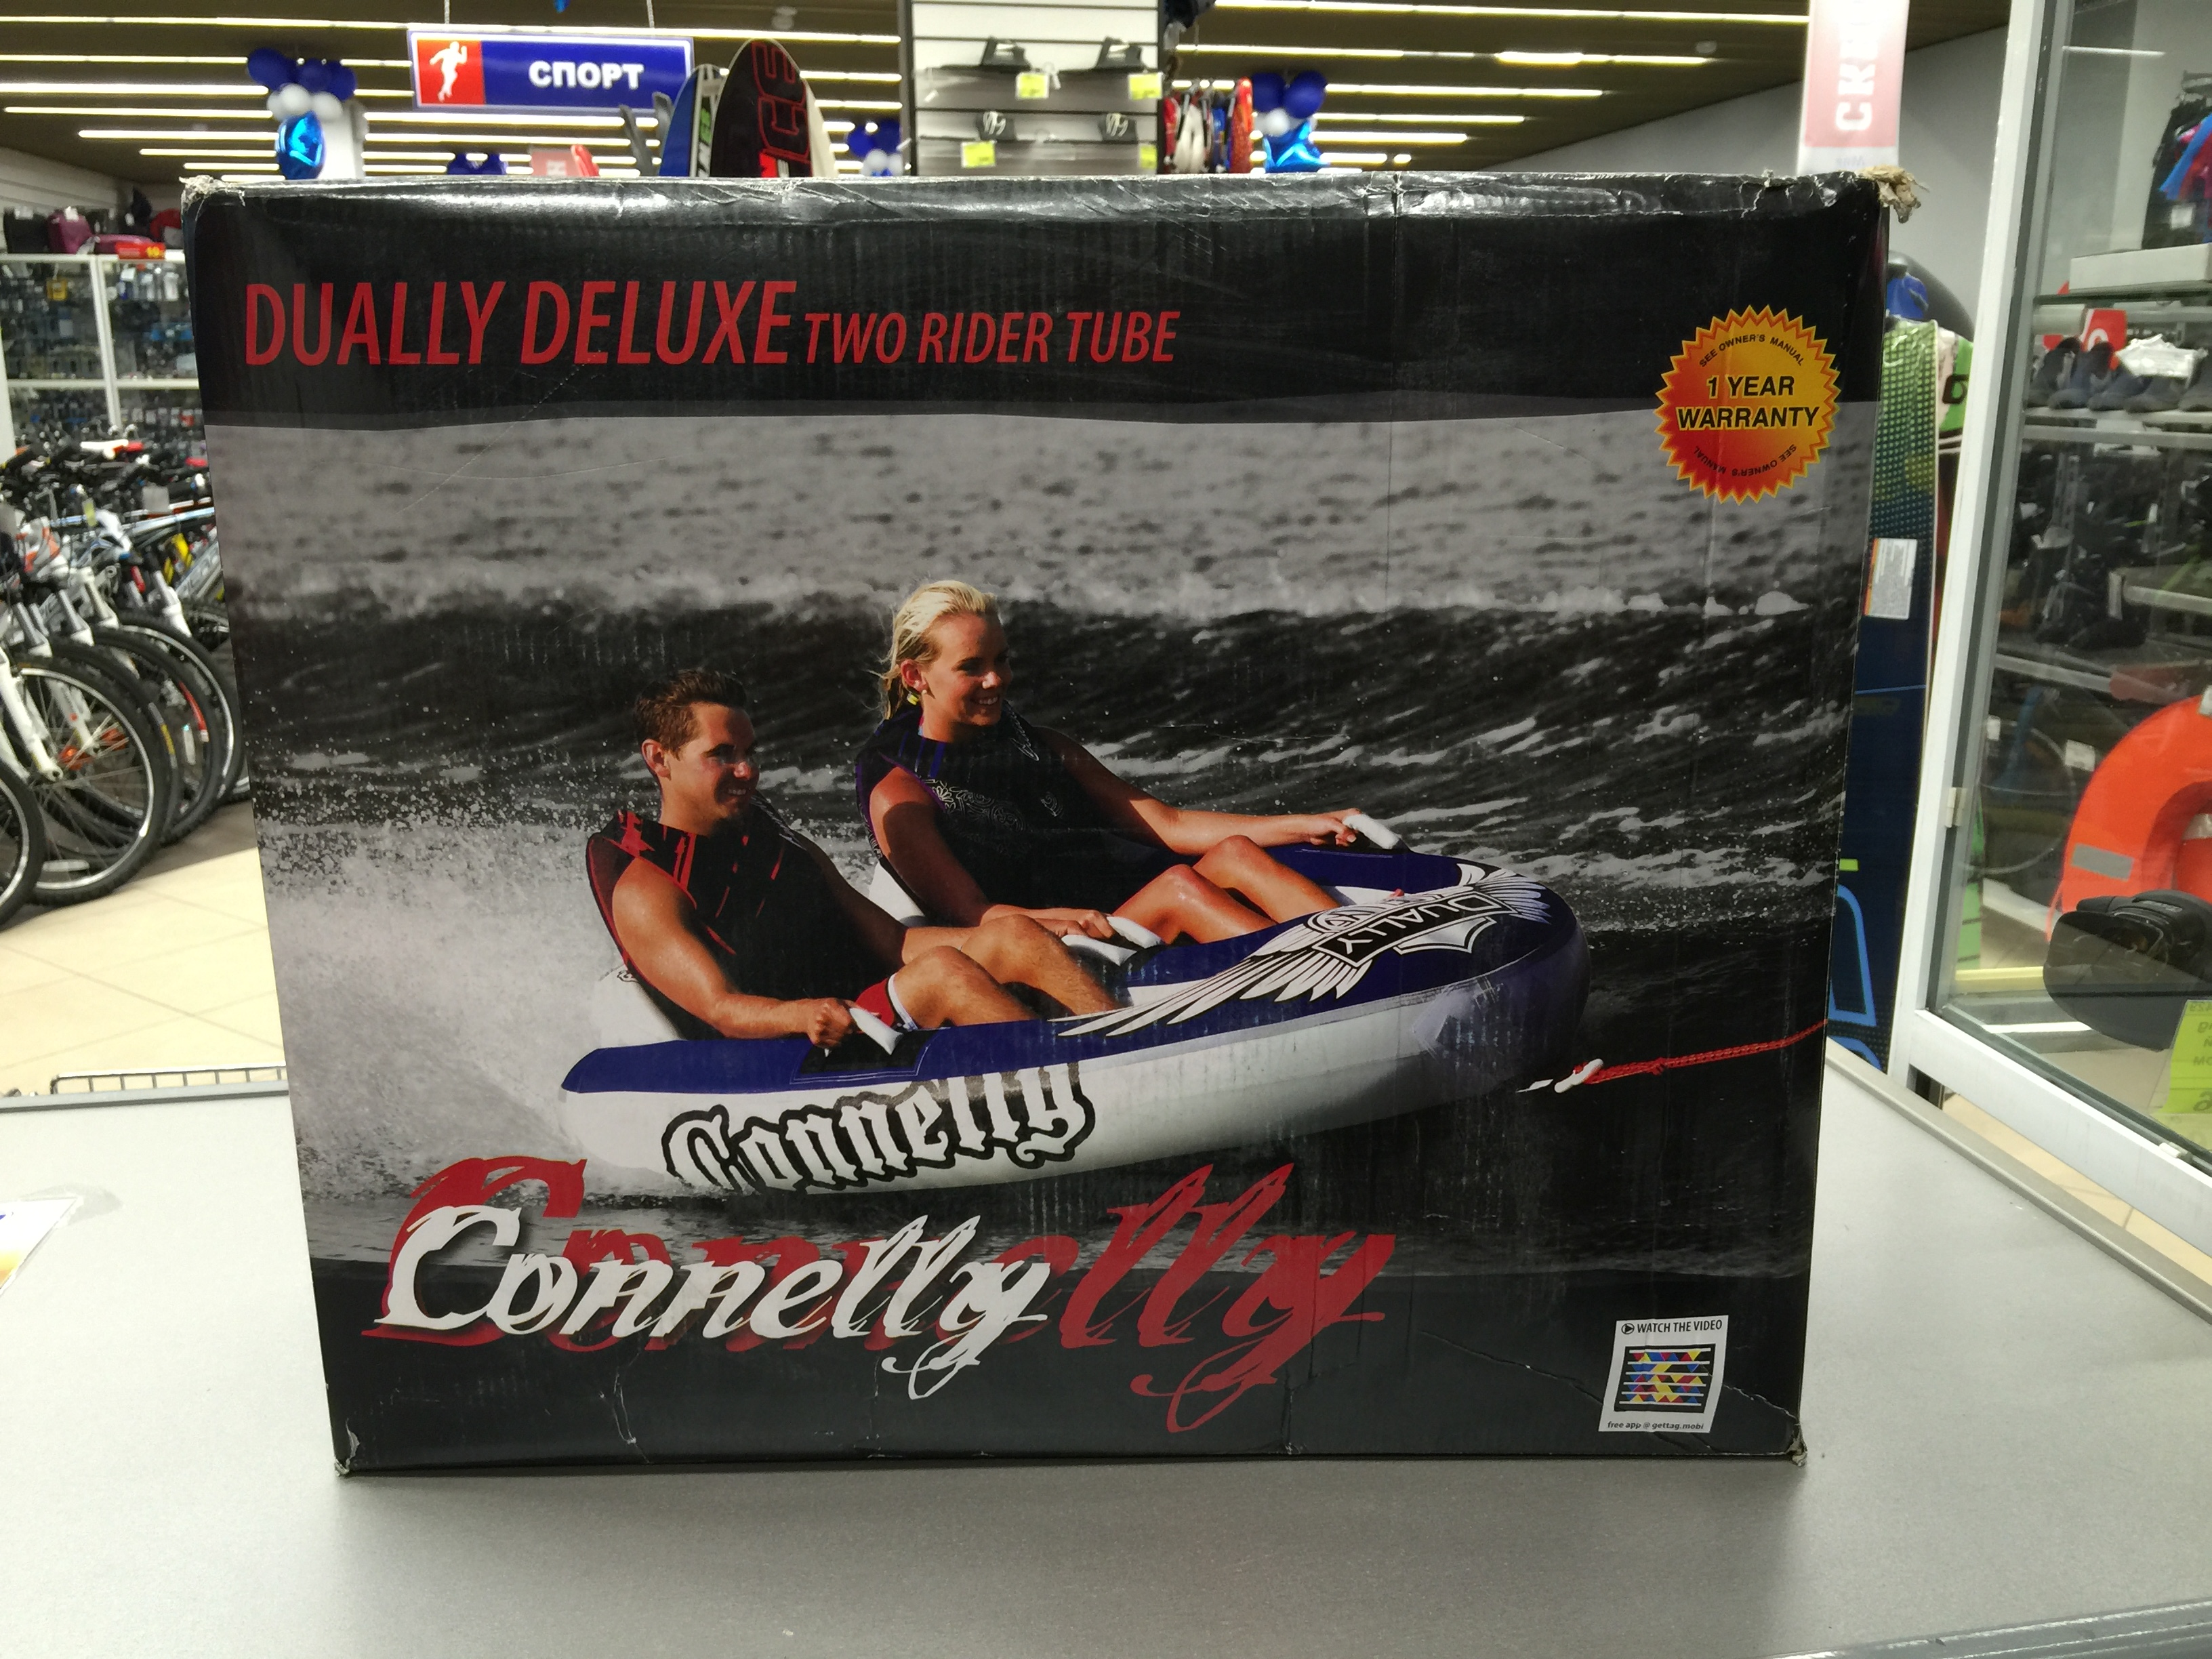 СПОРТ
DUALLY DELUXE TWO RIDER TUBE
SEE OWNER'S MANUAL
1 YEAR
WARRANTY
SEE OWNER'S MANUAL
DUALLY
Connelly
Connelly
Connelly
WATCH THE VIDEO
free app @ gettag.mobi